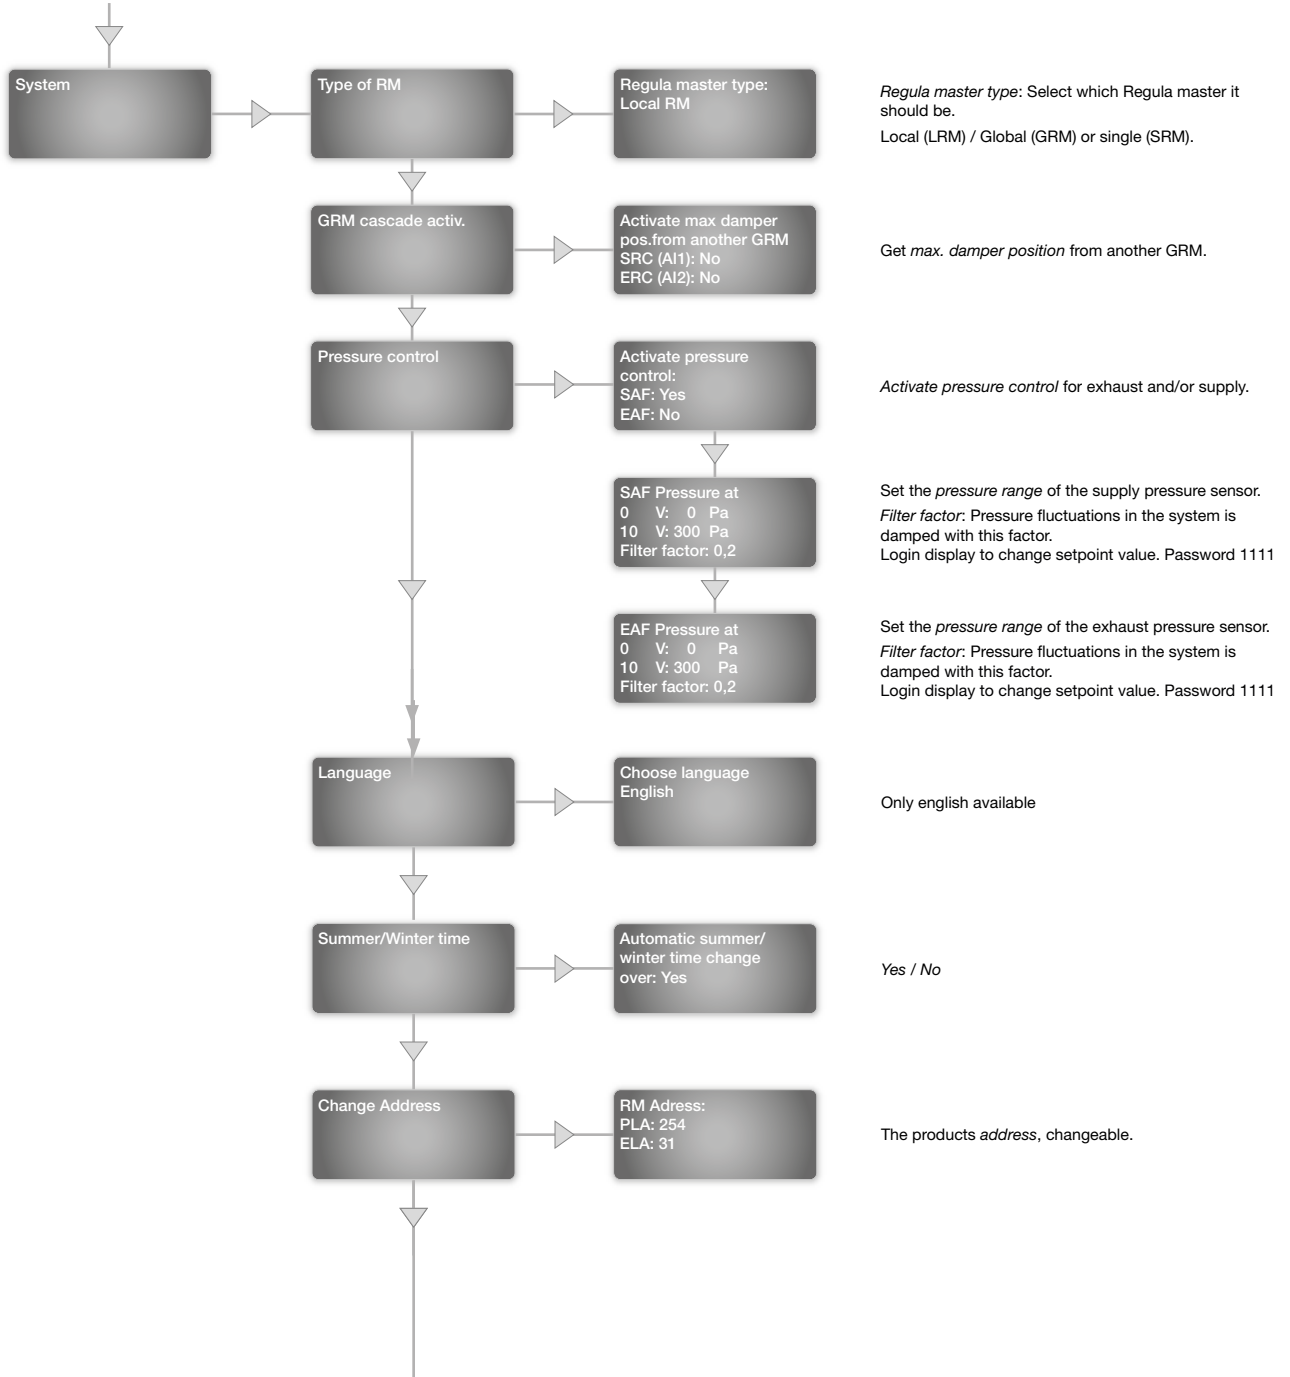 System
Type of RM
Regula master type:
Local RM
Regula master type: Select which Regula master it
should be.
Local (LRM) / Global (GRM) or single (SRM).
GRM cascade activ.
Activate max damper
pos.from another GRM
SRC (AI1): No
ERC (AI2): No
Get max. damper position from another GRM.
Pressure control
Activate pressure
control:
SAF: Yes
EAF: No
Activate pressure control for exhaust and/or supply.
SAF Pressure at
0 V: 0 Pa
10 V: 300 Pa
Filter factor: 0,2
Set the pressure range of the supply pressure sensor.
Filter factor: Pressure fluctuations in the system is
damped with this factor.
Login display to change setpoint value. Password 1111
EAF Pressure at
0 V: 0 Pa
10 V: 300 Pa
Filter factor: 0,2
Set the pressure range of the exhaust pressure sensor.
Filter factor: Pressure fluctuations in the system is
damped with this factor.
Login display to change setpoint value. Password 1111
Language
Choose language
English
Only english available
Summer/Winter time
Automatic summer/
winter time change
over: Yes
Yes / No
Change Address
RM Adress:
PLA: 254
ELA: 31
The products address, changeable.